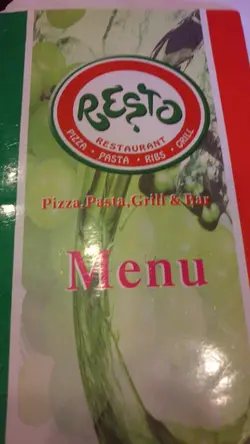 RESTO
RESTAURANT
PIZZA · PASTA · RIBS · GRILL
Pizza,Pasta,Grill & Bar
Menu